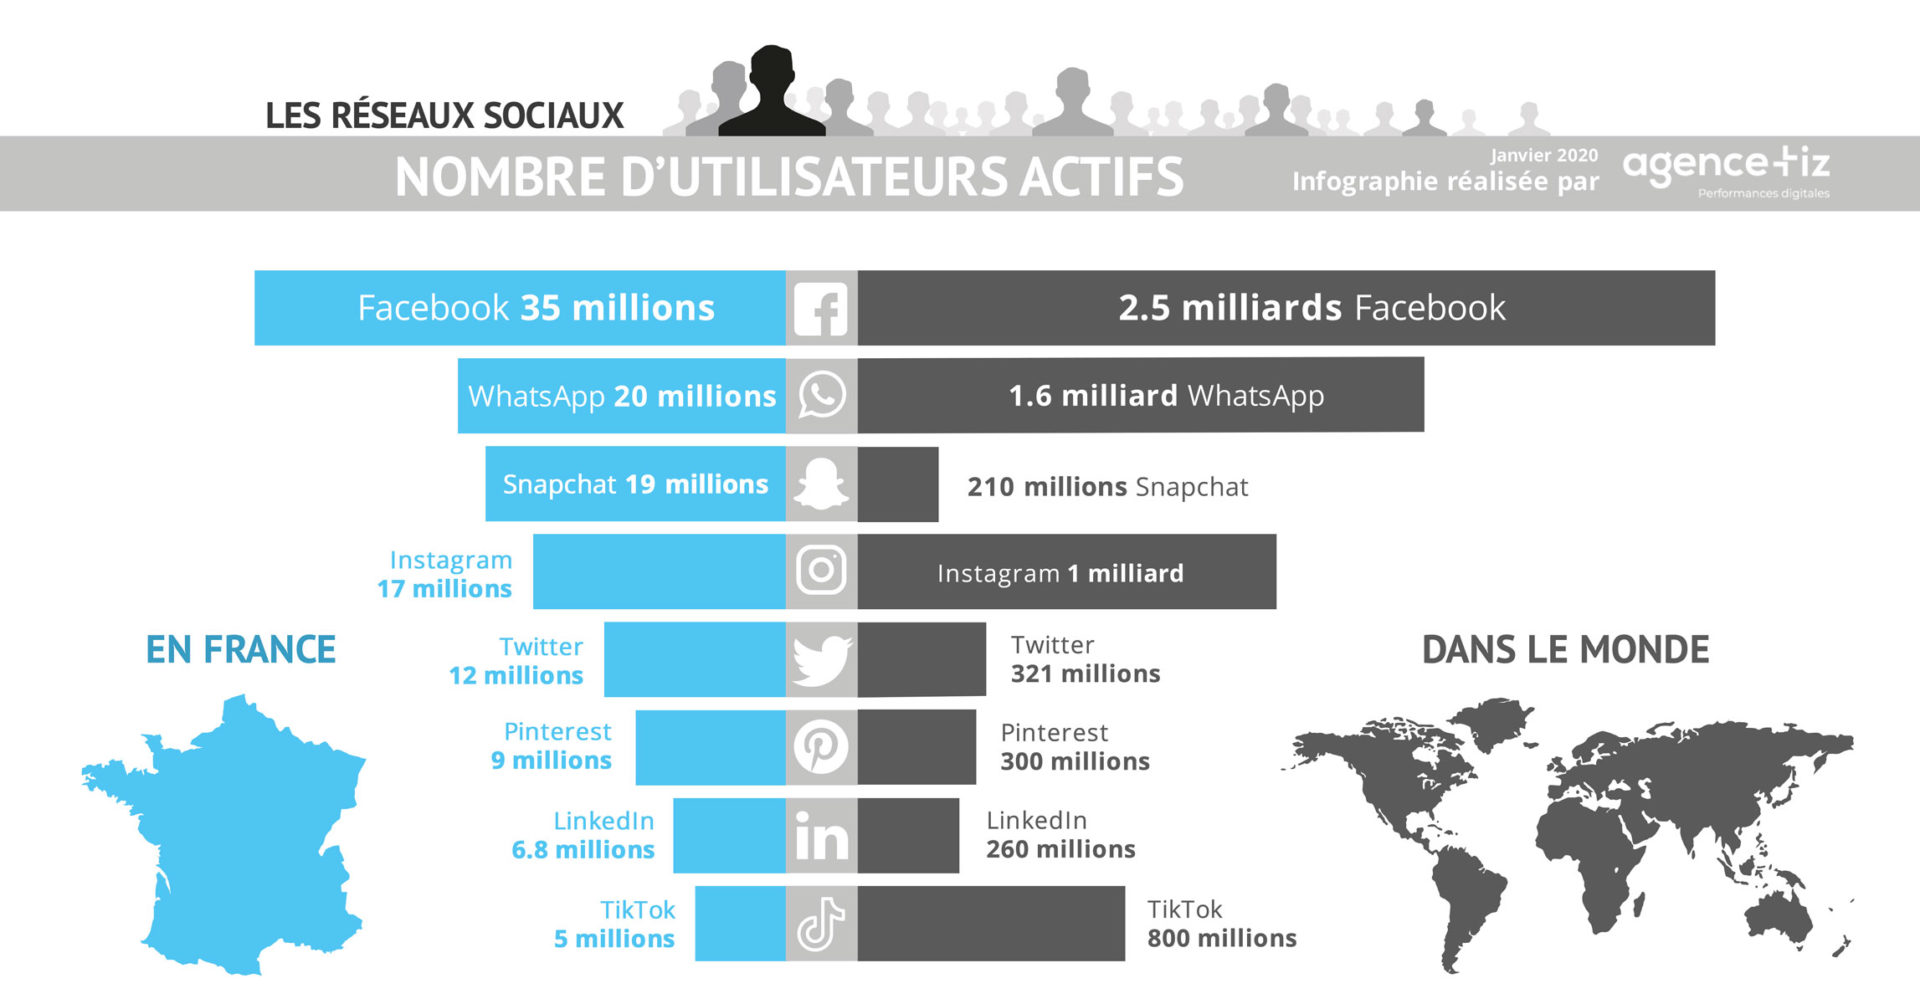 LES RÉSEAUX SOCIAUX
NOMBRE D'UTILISATEURS ACTIFS
Janvier 2020
Infographie réalisée par
agence tiz
Performances digitales
Facebook 35 millions
2.5 milliards Facebook
WhatsApp 20 millions
1.6 milliard WhatsApp
Snapchat 19 millions
210 millions Snapchat
Instagram
17 millions
Instagram 1 milliard
EN FRANCE
Twitter
12 millions
Twitter
321 millions
DANS LE MONDE
Pinterest
9 millions
Pinterest
300 millions
LinkedIn
6.8 millions
in
LinkedIn
260 millions
TikTok
5 millions
TikTok
800 millions